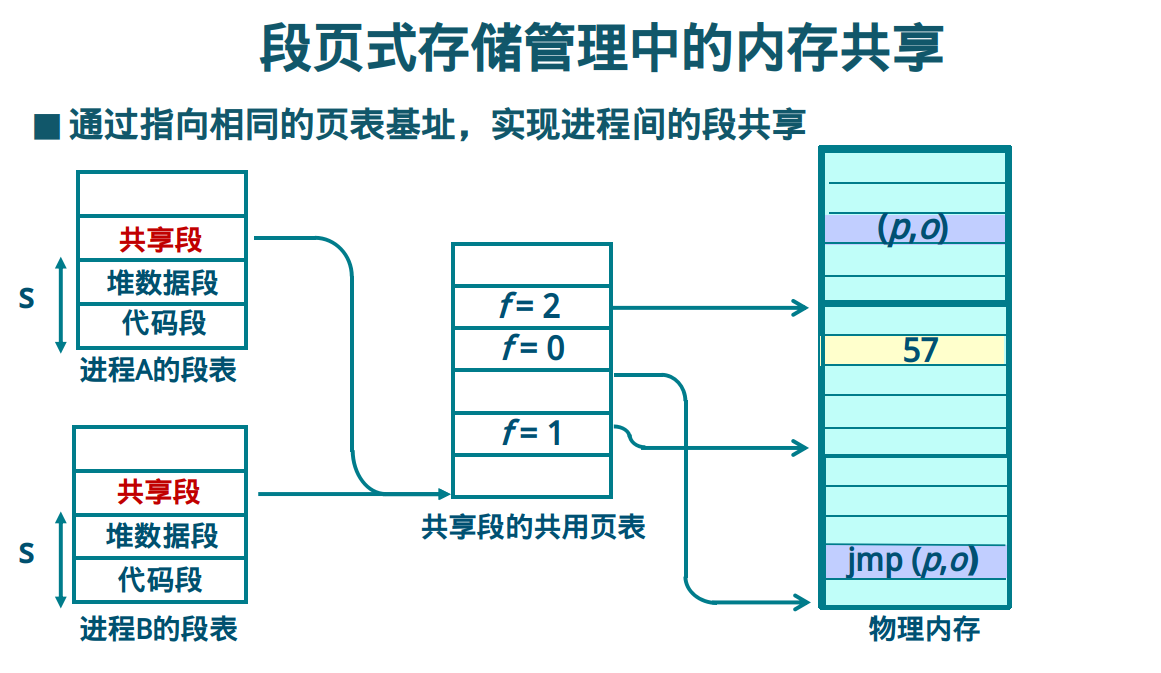 段页式存储管理中的内存共享
■ 通过指向相同的页表基址，实现进程间的段共享
共享段
堆数据段
代码段
S
进程A的段表
共享段
堆数据段
代码段
S
进程B的段表
f = 2
f = 0
f = 1
共享段的共用页表
(p,o)
57
jmp (p,o)
物理内存